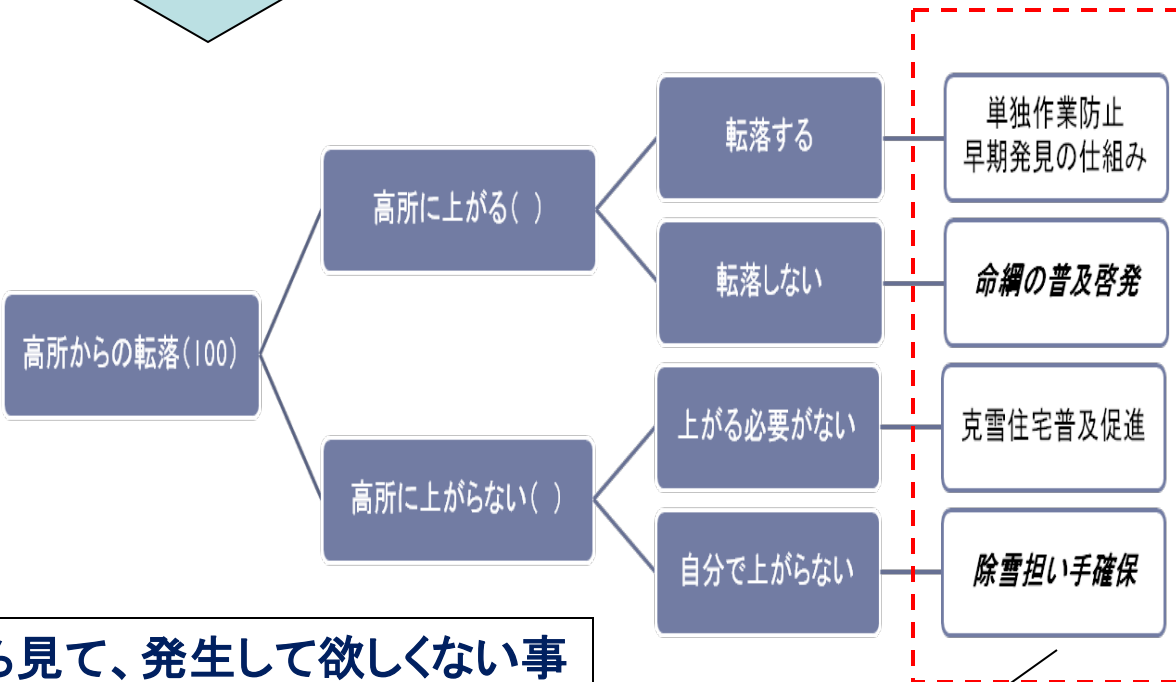 高所からの転落(100)
高所に上がる( )
高所に上がらない( )
転落する
転落しない
上がる必要がない
自分で上がらない
単独作業防止
早期発見の仕組み
命綱の普及啓発
克雪住宅普及促進
除雪担い手確保
ら見て、発生して欲しくない事